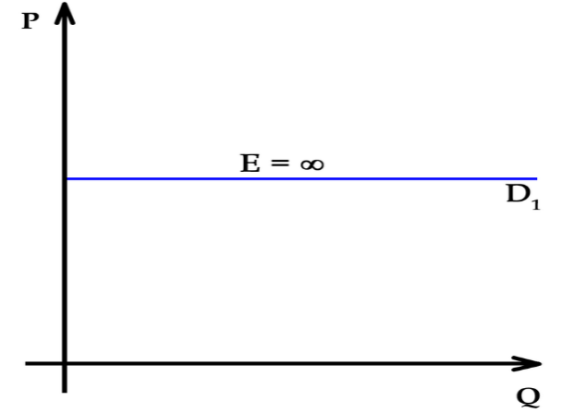 P
E = ∞
D₁
Q